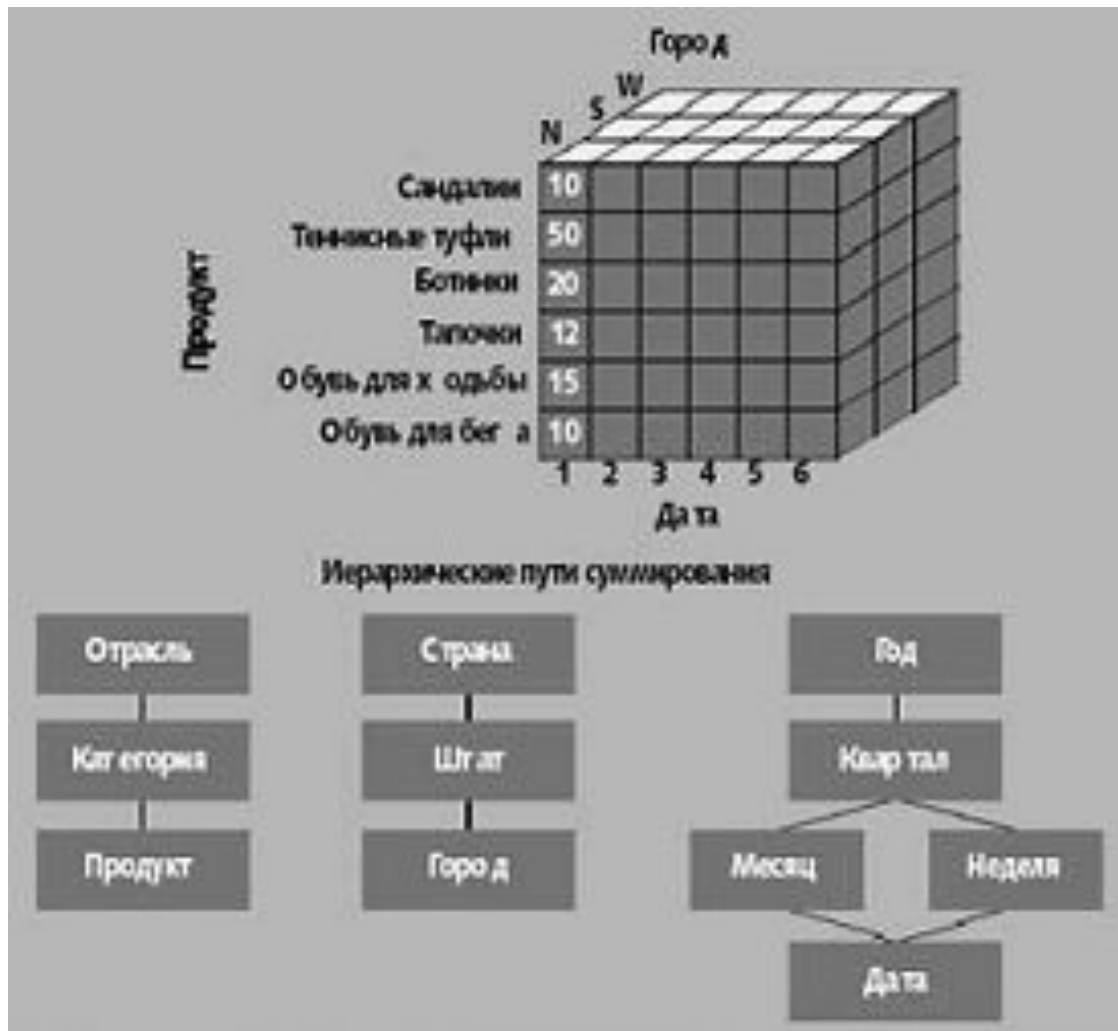 Город
W
S
N
Сандалии 10
Теннисные туфли 50
Ботинки 20
Тапочки 12
Обувь для ходьбы 15
Обувь для бега 10
Продукт
1 2 3 4 5 6
Дата
Иерархические пути суммирования
Отрасль Страна Год
Категория Штат Квартал
Продукт Город Месяц Неделя
Дата